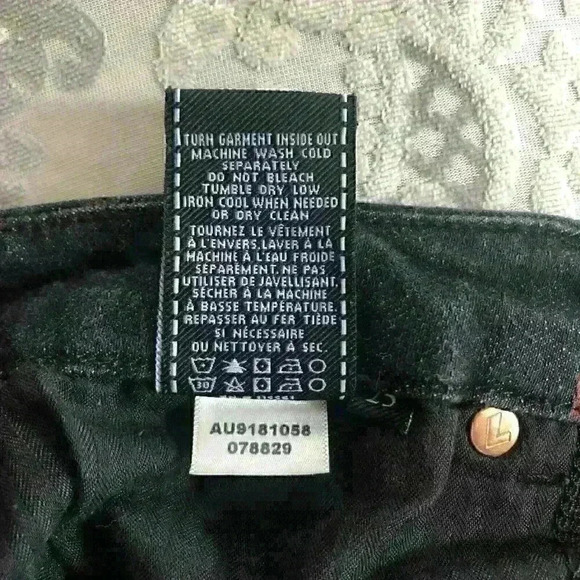 TURN GARMENT INSIDE OUT
MACHINE WASH COLD
SEPARATELY
DO NOT BLEACH
TUMBLE DRY LOW
IRON COOL WHEN NEEDED
OR DRY CLEAN
TOURNEZ LE VÊTEMENT
À L'ENVERS.LAVER À LA
MACHINE À L'EAU FROIDE
SÉPARÉMENT. NE PAS
UTILISER DE JAVELLISANT.
SÉCHER À LA MACHINE
À BASSE TEMPÉRATURE.
REPASSER AU FER TIÈDE
SI NÉCESSAIRE
OU NETTOYER À SEC.
30
AU9181058
078829
L